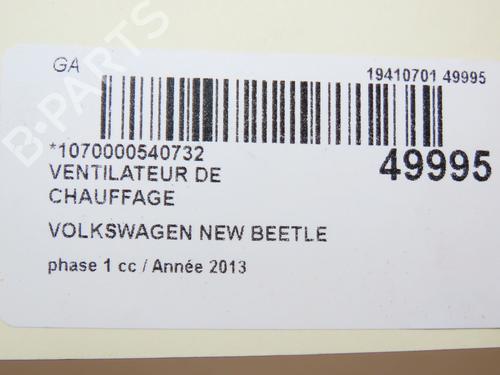 GA
19410701 49995
B-PARTS
*1070000540732
49995
VENTILATEUR DE
CHAUFFAGE
VOLKSWAGEN NEW BEETLE
phase 1 cc / Année 2013